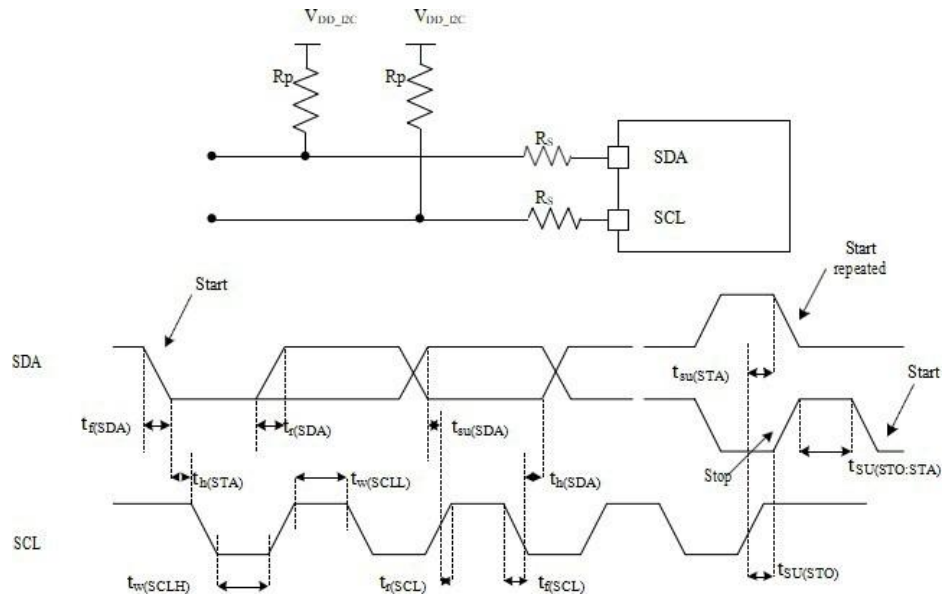 VDD_I2C VDD_I2C
Rp Rp
RS SDA
RS SCL
Start
Start repeated
SDA
tsu(STA) Start
tf(SDA) tr(SDA) tsu(SDA)
th(STA) tw(SCLL) th(SDA) Stop tSU(STO:STA)
SCL
tw(SCLH) tr(SCL) tf(SCL) tSU(STO)